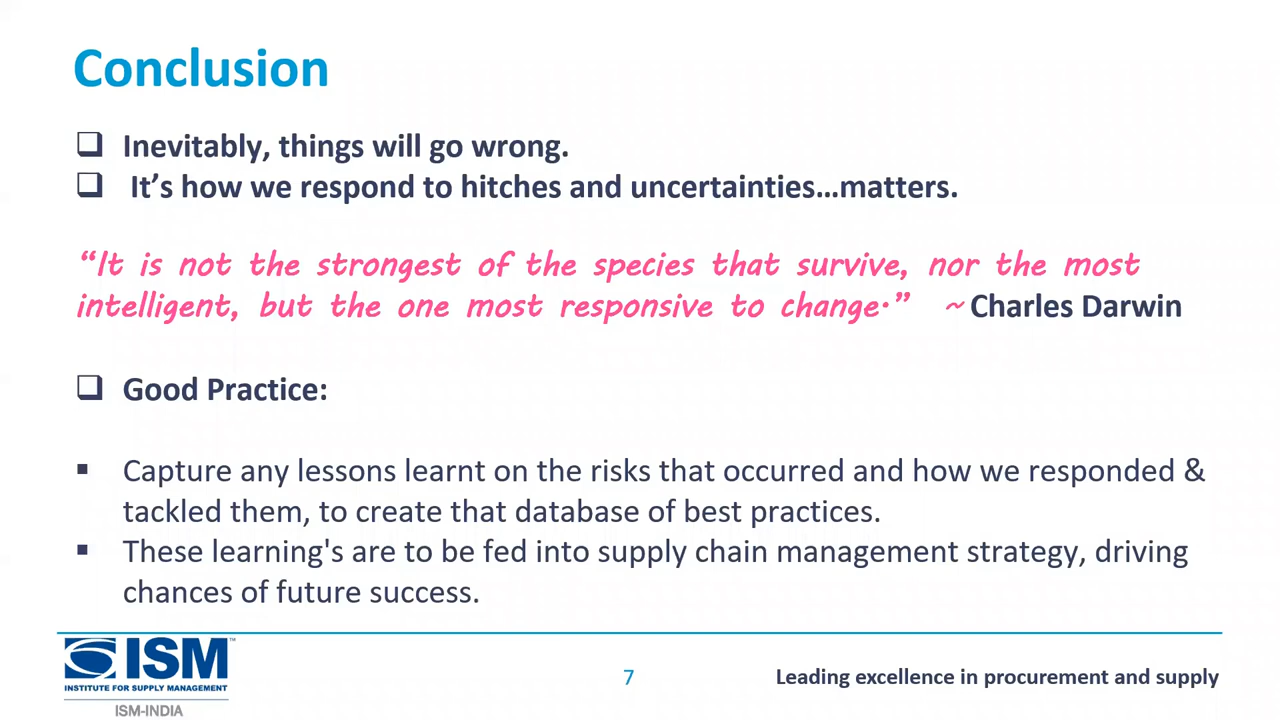 Conclusion
Inevitably, things will go wrong.
It’s how we respond to hitches and uncertainties…matters.
“It is not the strongest of the species that survive, nor the most
intelligent, but the one most responsive to change.” ~ Charles Darwin
Good Practice:
Capture any lessons learnt on the risks that occurred and how we responded &
tackled them, to create that database of best practices.
These learning's are to be fed into supply chain management strategy, driving
chances of future success.
ISM™
INSTITUTE FOR SUPPLY MANAGEMENT
ISM-INDIA
7
Leading excellence in procurement and supply